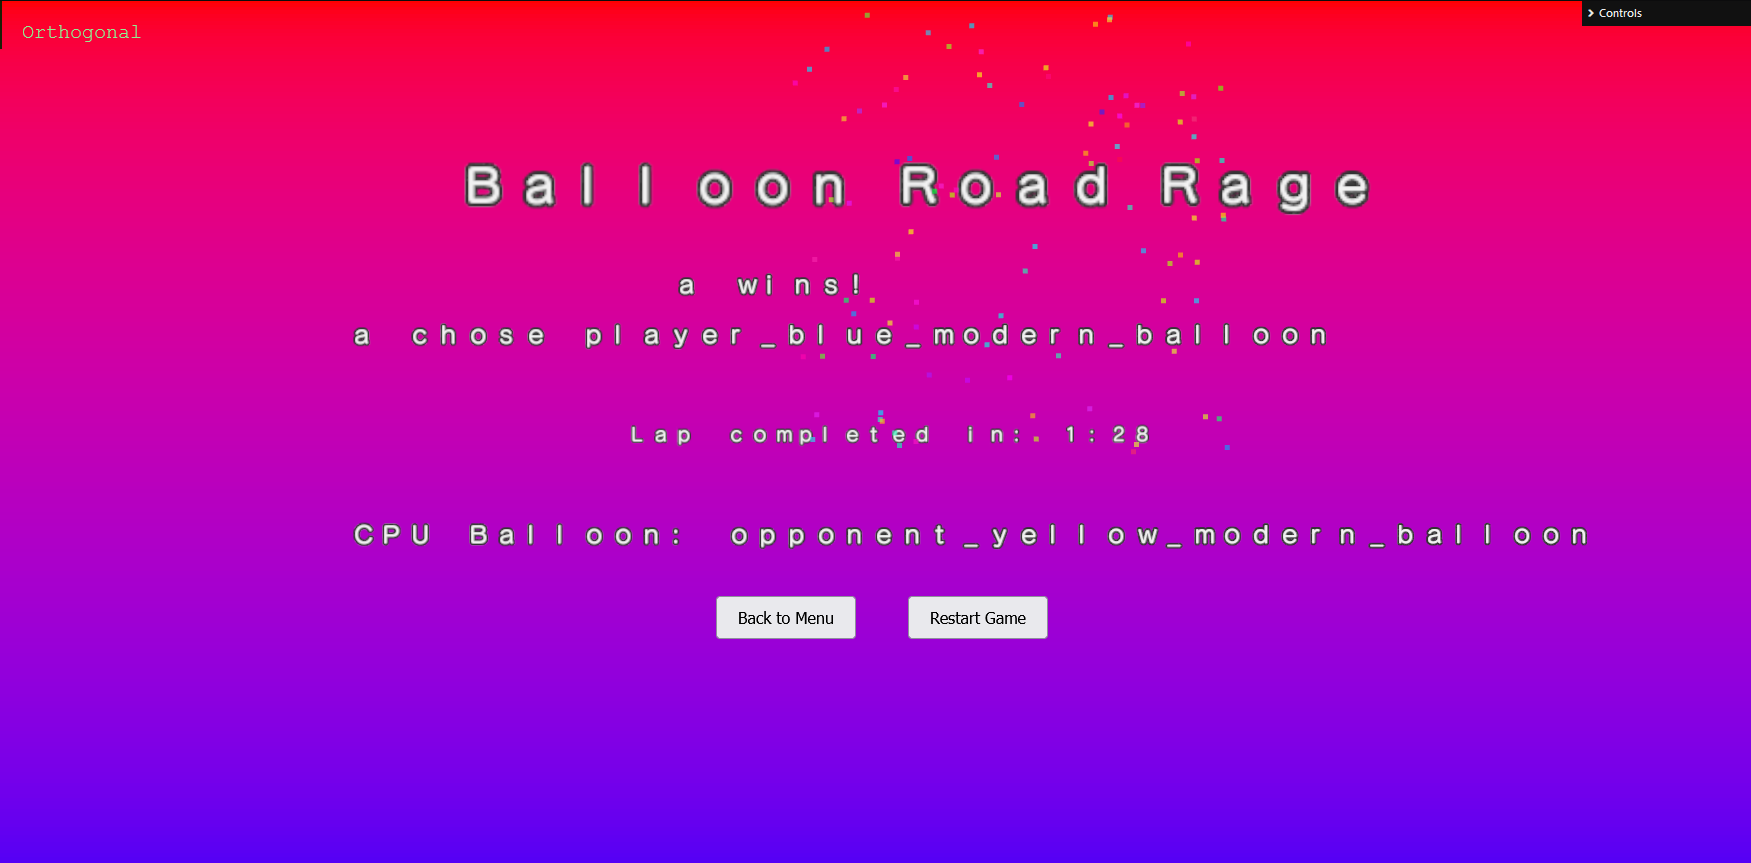 Controls
Orthogonal
Balloon Road Rage
a wins!
a chose player_blue_modern_balloon
Lap completed in: 1:28
CPU Balloon: opponent_yellow_modern_balloon
Back to Menu
Restart Game